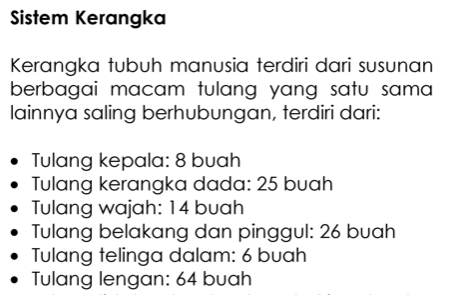 Sistem Kerangka
Kerangka tubuh manusia terdiri dari susunan
berbagai macam tulang yang satu sama
lainnya saling berhubungan, terdiri dari:
• Tulang kepala: 8 buah
• Tulang kerangka dada: 25 buah
• Tulang wajah: 14 buah
• Tulang belakang dan pinggul: 26 buah
• Tulang telinga dalam: 6 buah
• Tulang lengan: 64 buah